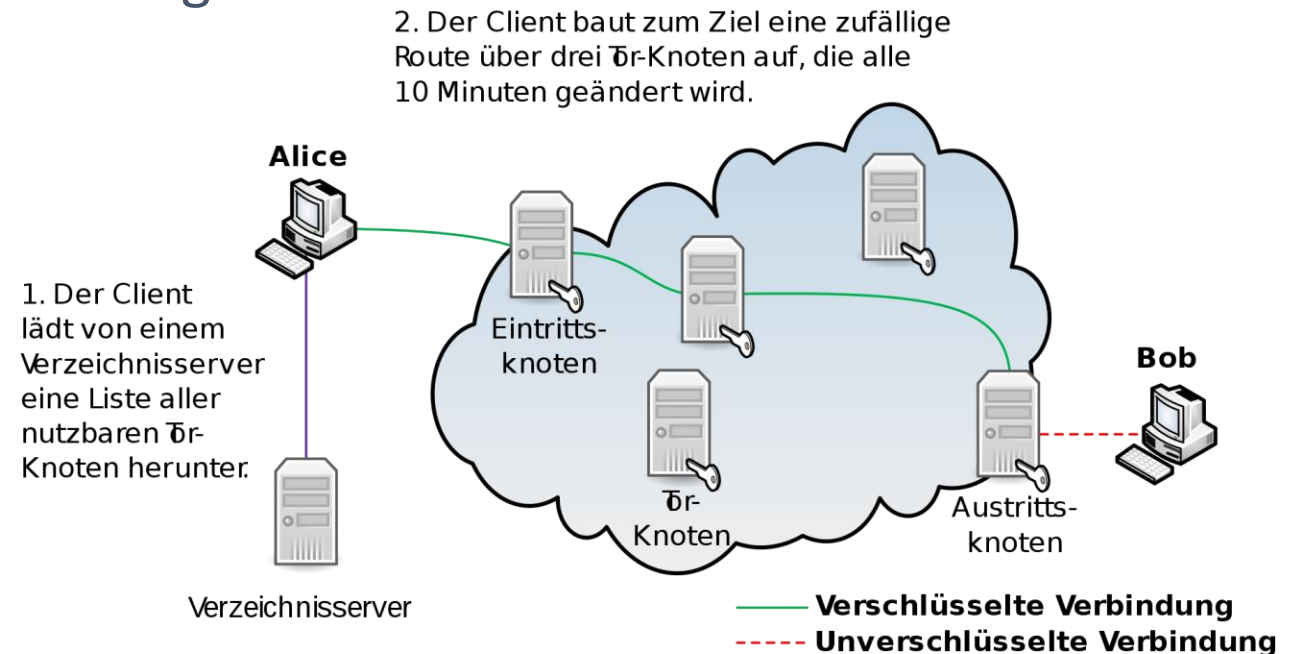 2. Der Client baut zum Ziel eine zufällige
Route über drei Tor-Knoten auf, die alle
10 Minuten geändert wird.
Alice
1. Der Client
lädt von einem
Verzeichnisserver
eine Liste aller
nutzbaren Tor-
Knoten herunter.
Eintritts-
knoten
Bob
Tor-
Knoten
Austritts-
knoten
Verzeichnisserver
Verschlüsselte Verbindung
Unverschlüsselte Verbindung